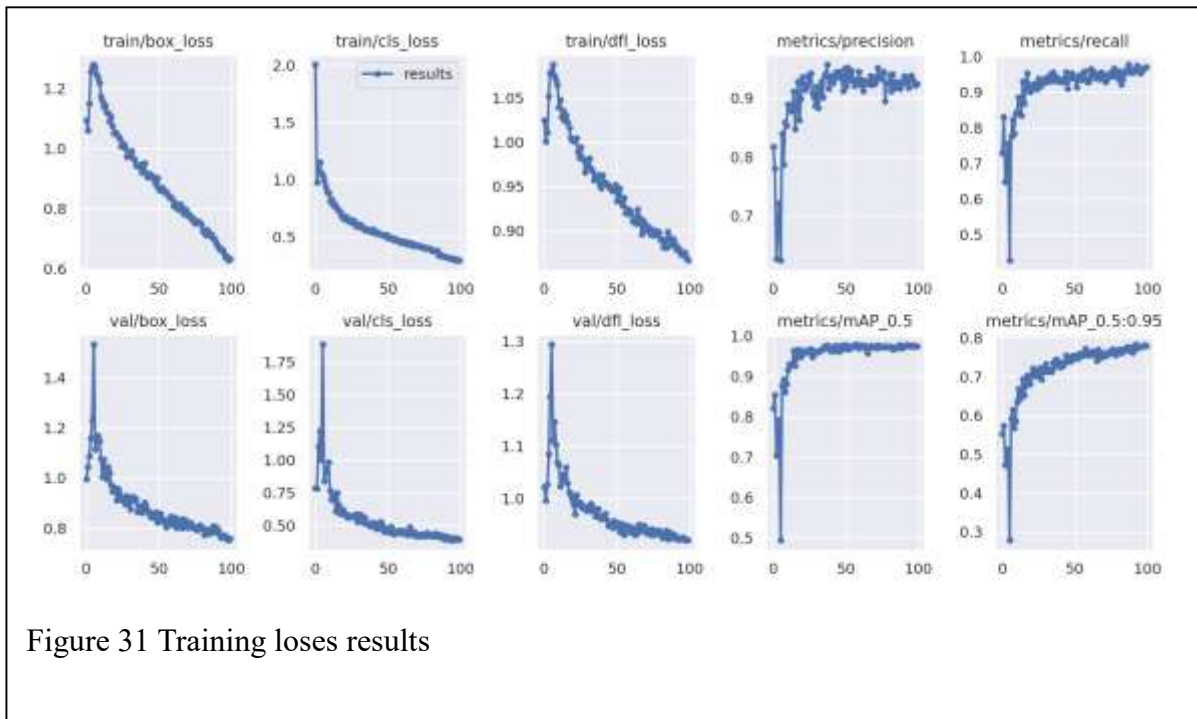 train/box_loss
train/cls_loss
train/dfl_loss
metrics/precision
metrics/recall
1.2
1.0
0.8
0.6
0 50 100
2.0
1.5
1.0
0.5
0 50 100
results
1.05
1.00
0.95
0.90
0 50 100
0.9
0.8
0.7
0 50 100
1.0
0.9
0.8
0.7
0.6
0.5
0 50 100
val/box_loss
val/cls_loss
val/dfl_loss
metrics/mAP_0.5
metrics/mAP_0.5:0.95
1.4
1.2
1.0
0.8
0 50 100
1.75
1.50
1.25
1.00
0.75
0.50
0 50 100
1.3
1.2
1.1
1.0
0 50 100
1.0
0.9
0.8
0.7
0.6
0.5
0 50 100
0.8
0.7
0.6
0.5
0.4
0.3
0 50 100
Figure 31 Training loses results